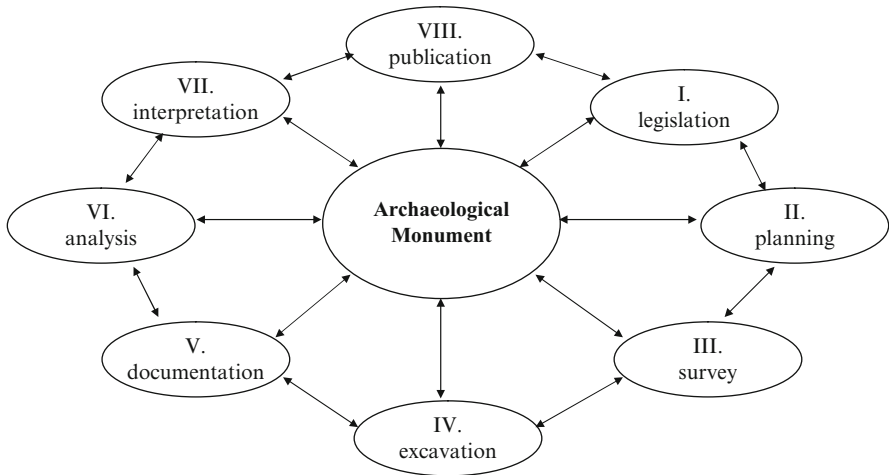 VIII.
publication
I.
legislation
II.
planning
III.
survey
IV.
excavation
V.
documentation
VI.
analysis
VII.
interpretation
Archaeological
Monument